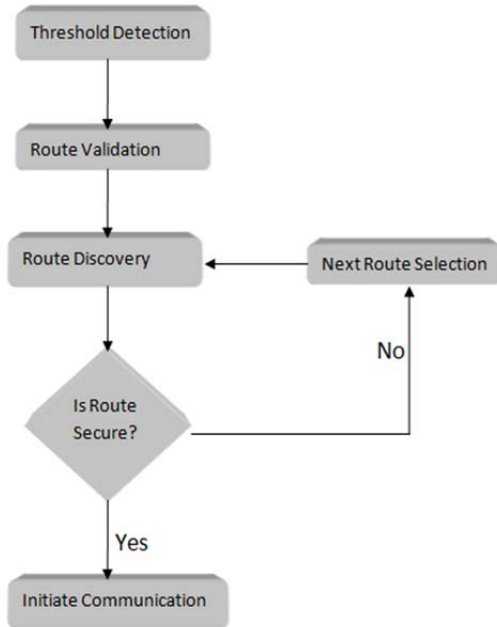 Threshold Detection
Route Validation
Route Discovery
Next Route Selection
No
Is Route
Secure?
Yes
Initiate Communication